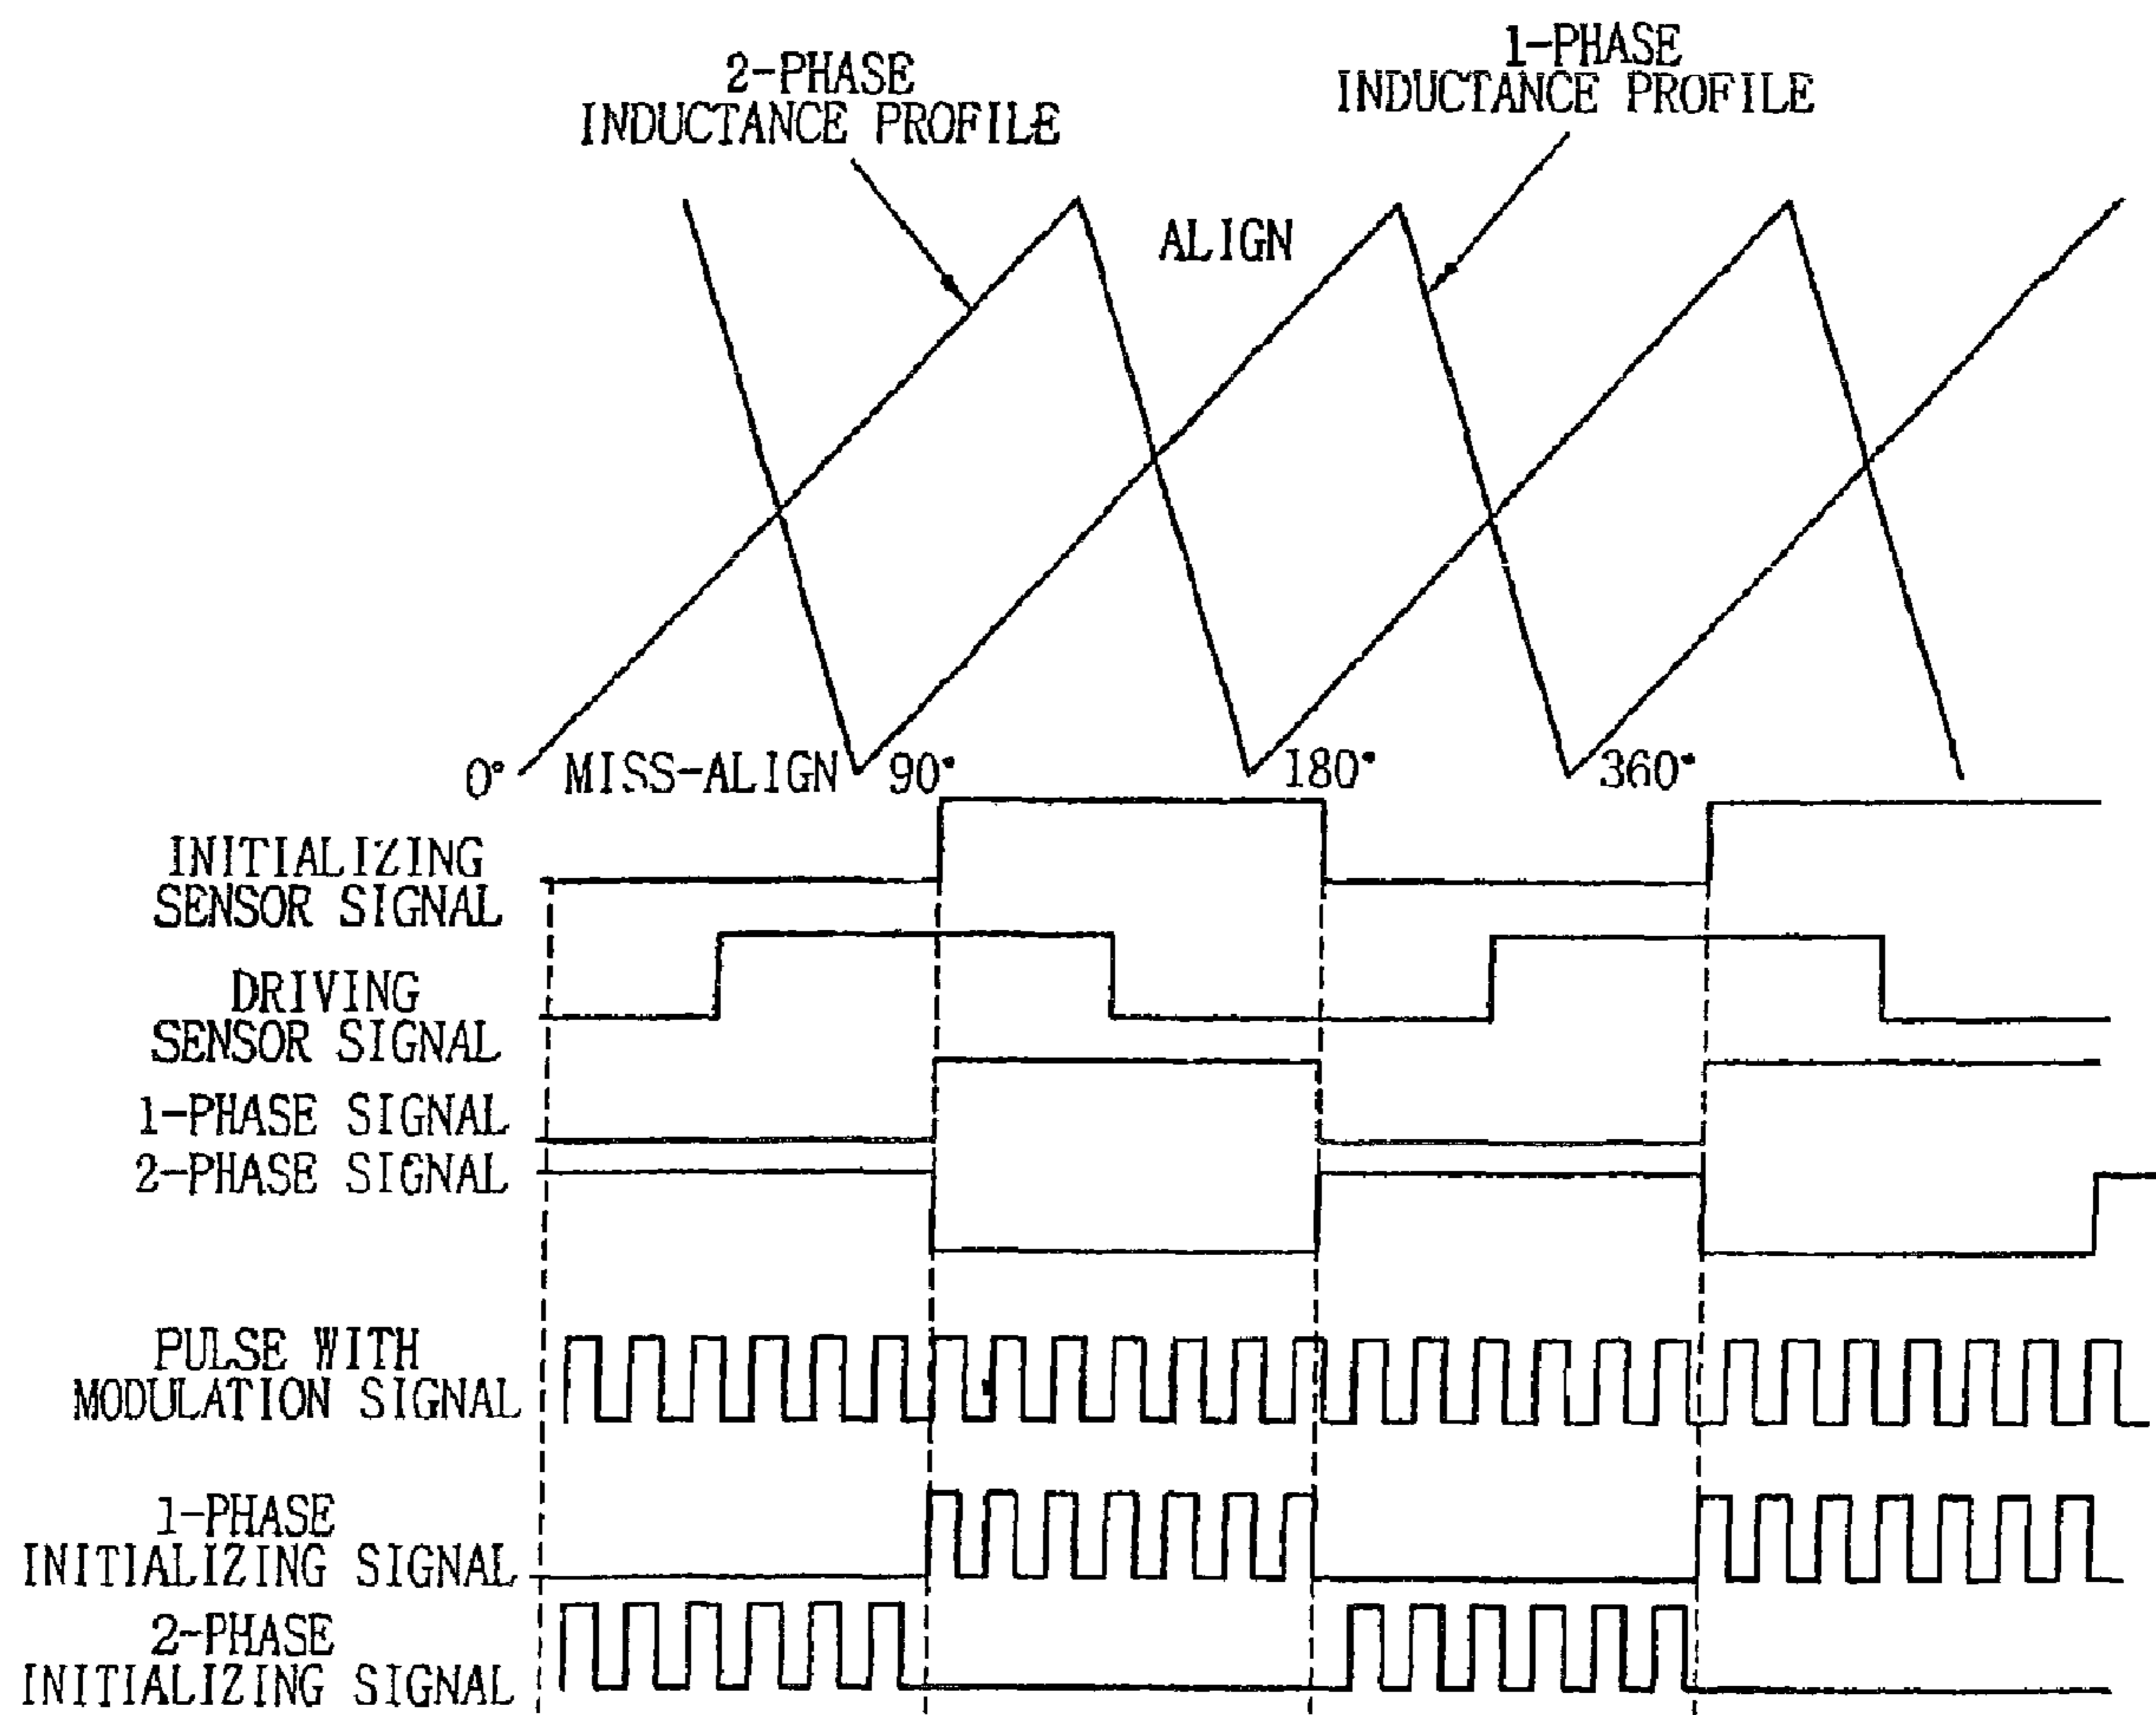 1-PHASE
INDUCTANCE PROFILE
2-PHASE
INDUCTANCE PROFILE
ALIGN
0° MISS-ALIGN 90° 180° 360°
INITIALIZING
SENSOR SIGNAL
DRIVING
SENSOR SIGNAL
1-PHASE SIGNAL
2-PHASE SIGNAL
PULSE WITH
MODULATION SIGNAL
1-PHASE
INITIALIZING SIGNAL
2-PHASE
INITIALIZING SIGNAL